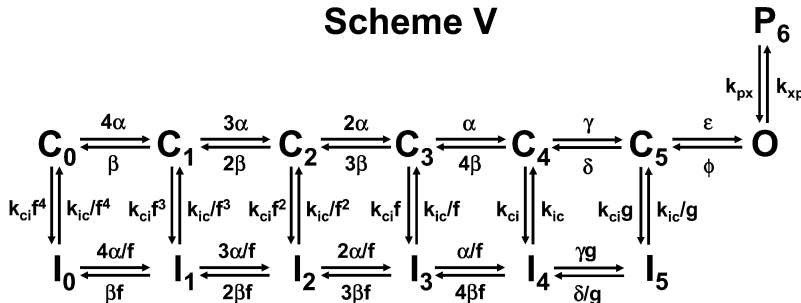 Scheme V
P₆
kpx kxp
4α 3α 2α α γ ε
C₀ C₁ C₂ C₃ C₄ C₅ O
β 2β 3β 4β δ ϕ
kcif⁴ kic/f⁴ kcif³ kic/f³ kcif² kic/f² kcif kic/f kci kic kcig kic/g
4α/f 3α/f 2α/f α/f γg
I₀ I₁ I₂ I₃ I₄ I₅
βf 2βf 3βf 4βf δ/g